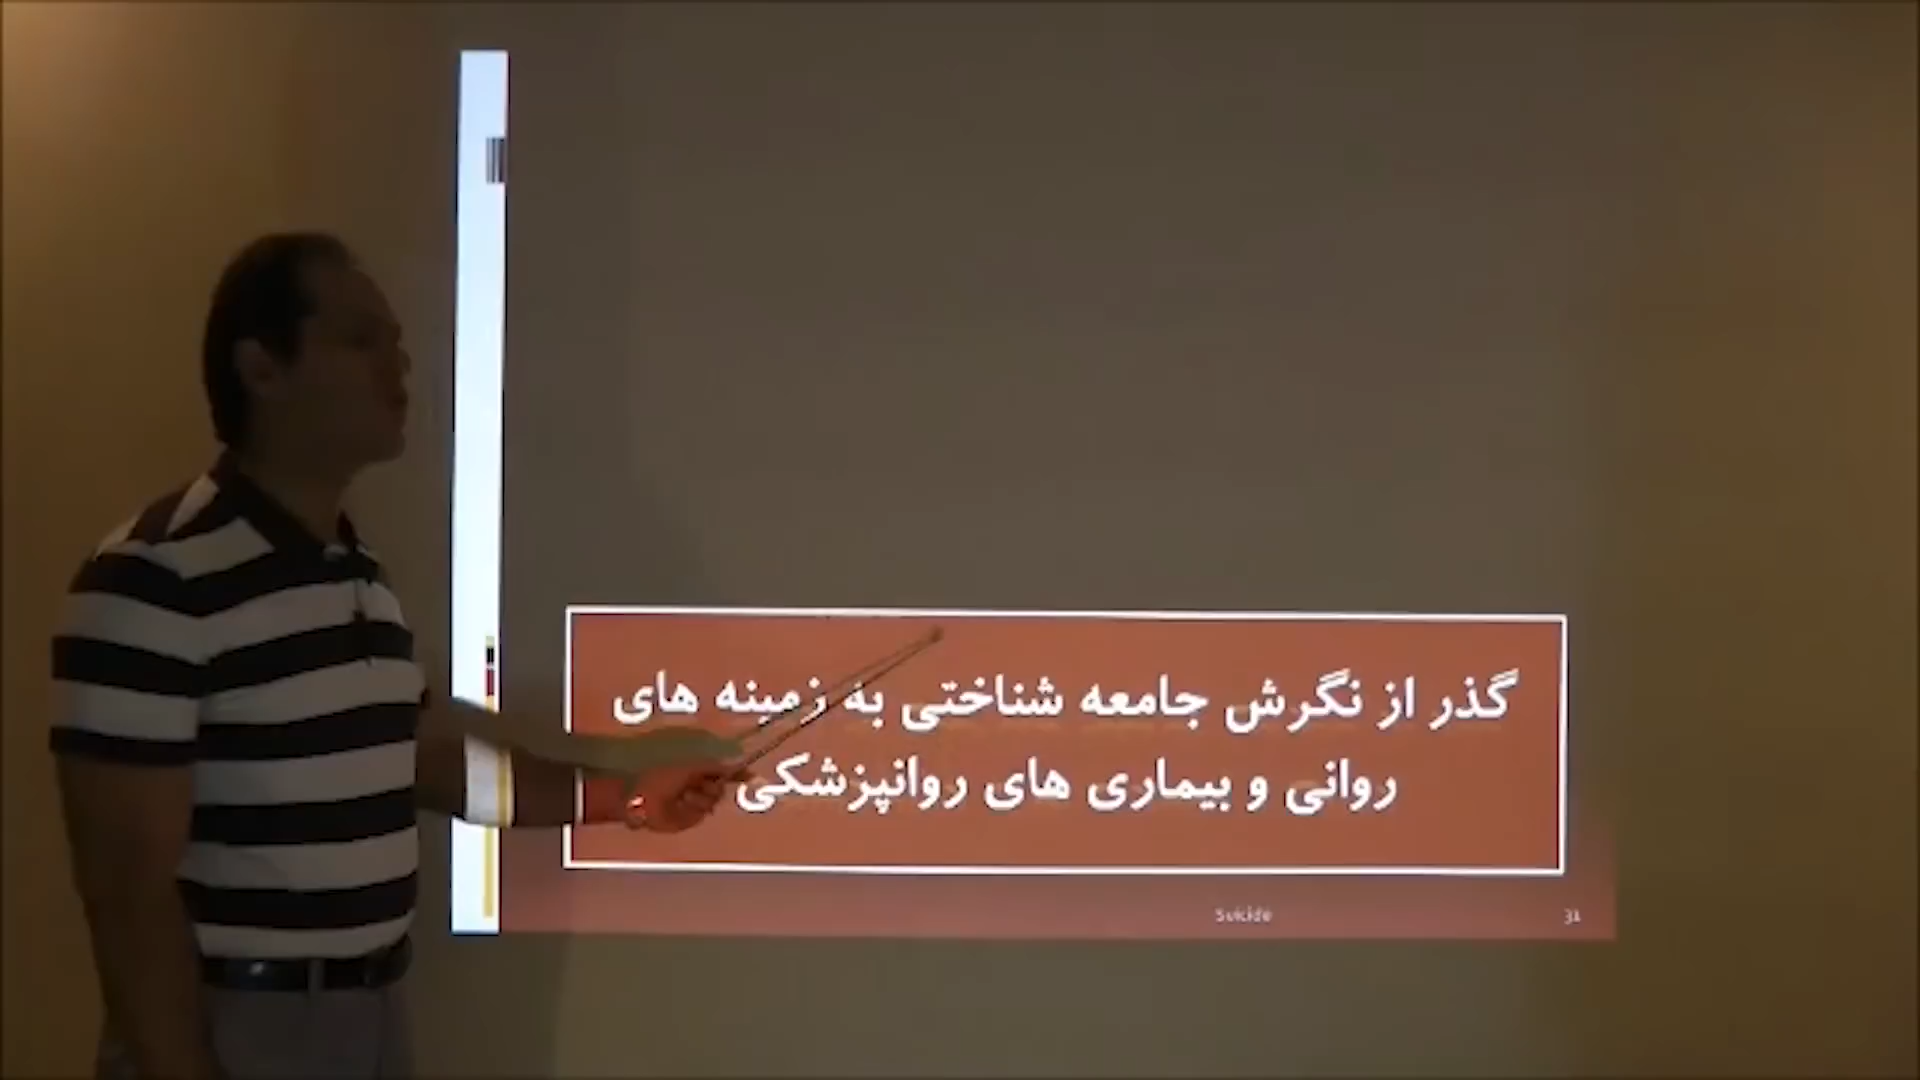 گذر از نگرش جامعه شناختی به زمینه های
روانی و بیماری های روانپزشکی
Suicide
31